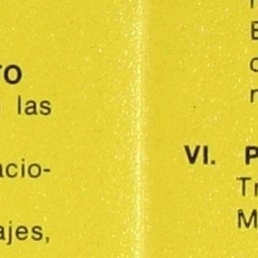 TO
las
acio-
ajes,
VI. P
Tr
M